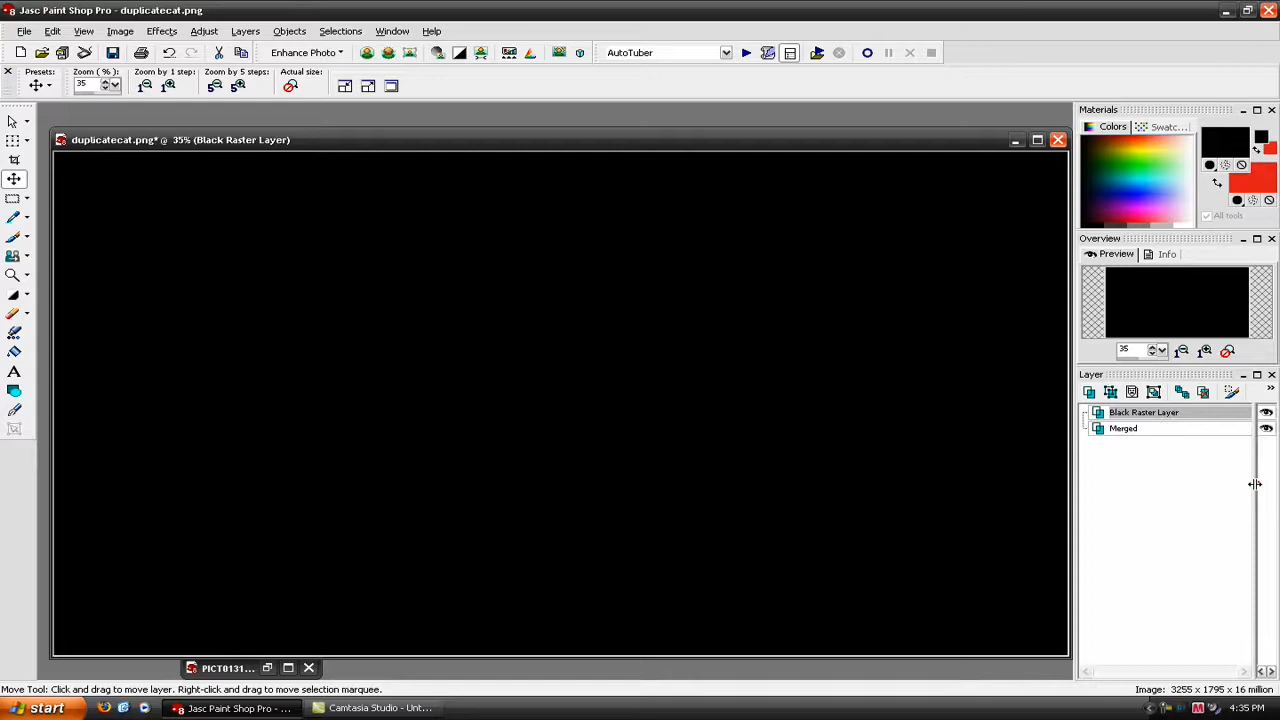 Jasc Paint Shop Pro - duplicatecat.png
File Edit View Image Effects Adjust Layers Objects Selections Window Help
Enhance Photo AutoTuber
Presets: Zoom ( % ): Zoom by 1 step: Zoom by 5 steps: Actual size:
35
duplicatecat.png* @ 35% (Black Raster Layer)
Materials
Colors Swatc...
All tools
Overview
Preview Info
35
Layer
Black Raster Layer
Merged
PICT0131...
Move Tool: Click and drag to move layer. Right-click and drag to move selection marquee.
Image: 3255 x 1795 x 16 million
start Jasc Paint Shop Pro - ... Camtasia Studio - Unt... 4:35 PM